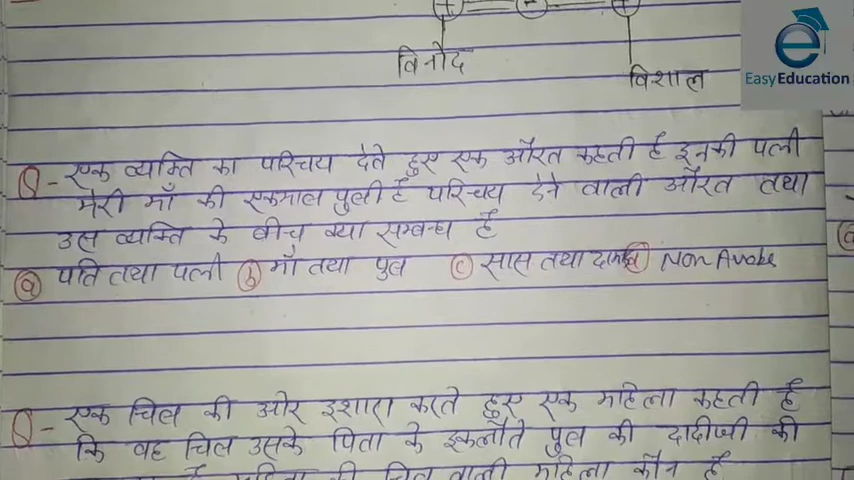 विनोद
विशाल
EasyEducation
Q- एक व्यक्ति का परिचय देते हुए एक औरत कहती है इनकी पत्नी
मेरी माँ की एकमात्र पुत्री है परिचय देने वाली औरत तथा
उस व्यक्ति के बीच क्या सम्बन्ध है
(a) पति तथा पत्नी (b) माँ तथा पुत्र (c) सास तथा (d) Non Avobe
Q- एक चित्र की ओर इशारा करते हुए एक महिला कहती है
कि वह चित्र उसके पिता के इकलौते पुत्र की दादीजी की
है चित्र वाली महिला कौन है